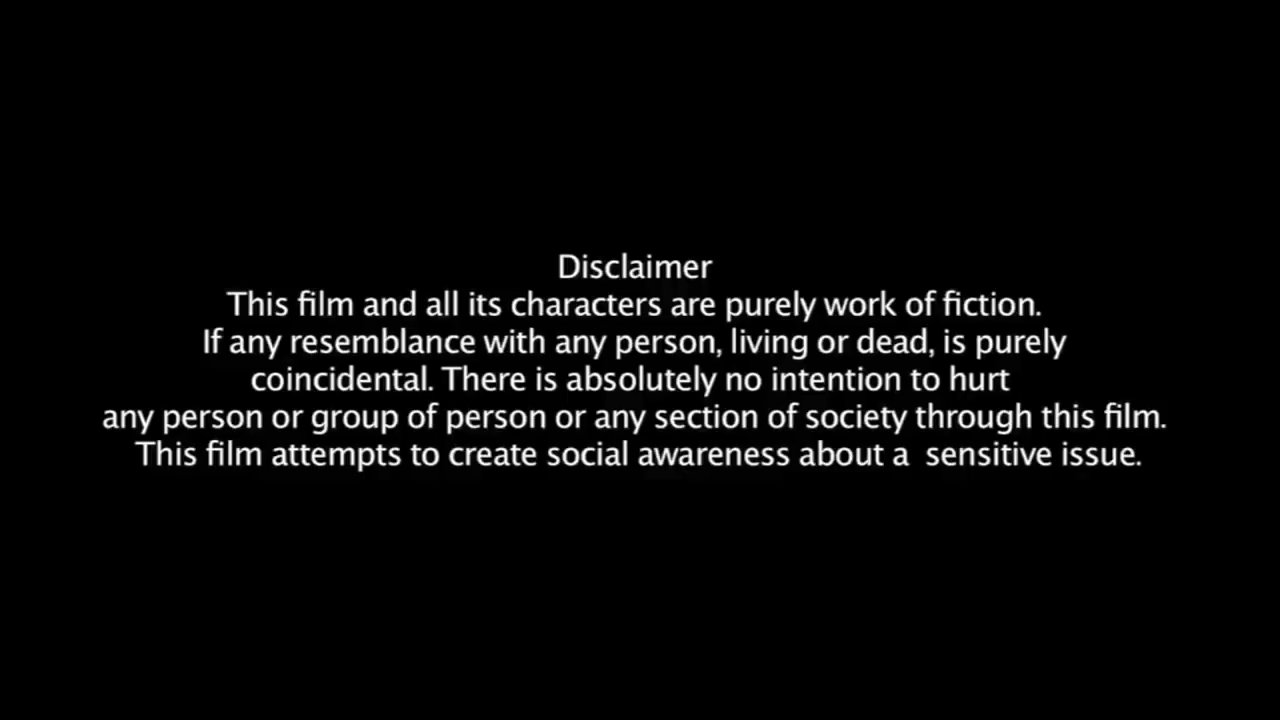 Disclaimer
This film and all its characters are purely work of fiction.
If any resemblance with any person, living or dead, is purely
coincidental. There is absolutely no intention to hurt
any person or group of person or any section of society through this film.
This film attempts to create social awareness about a  sensitive issue.